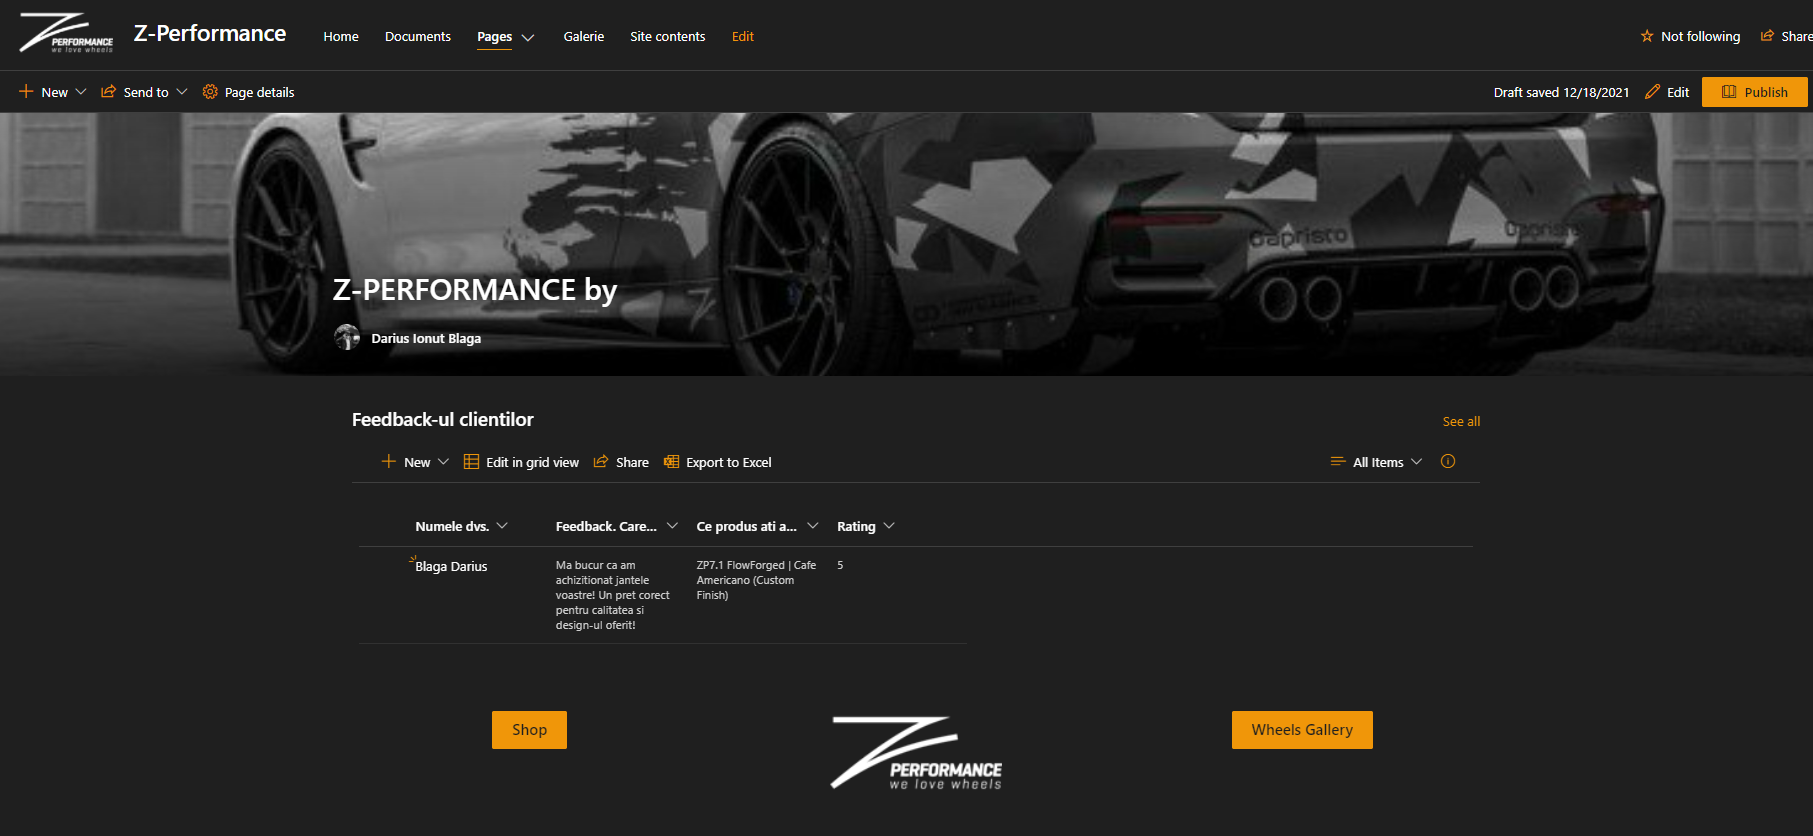 PERFORMANCE
we love wheels
Z-Performance
Home Documents Pages Galerie Site contents Edit
Not following Share
New Send to Page details
Draft saved 12/18/2021 Edit Publish
Capristo Capristo
Z-PERFORMANCE by
Darius Ionut Blaga
Feedback-ul clientilor
See all
New Edit in grid view Share Export to Excel
All Items
Numele dvs. Feedback. Care... Ce produs ati a... Rating
Blaga Darius
Ma bucur ca am
achizitionat jantele
voastre! Un pret corect
pentru calitatea si
design-ul oferit!
ZP7.1 FlowForged | Cafe
Americano (Custom
Finish)
5
Shop
PERFORMANCE
we love wheels
Wheels Gallery